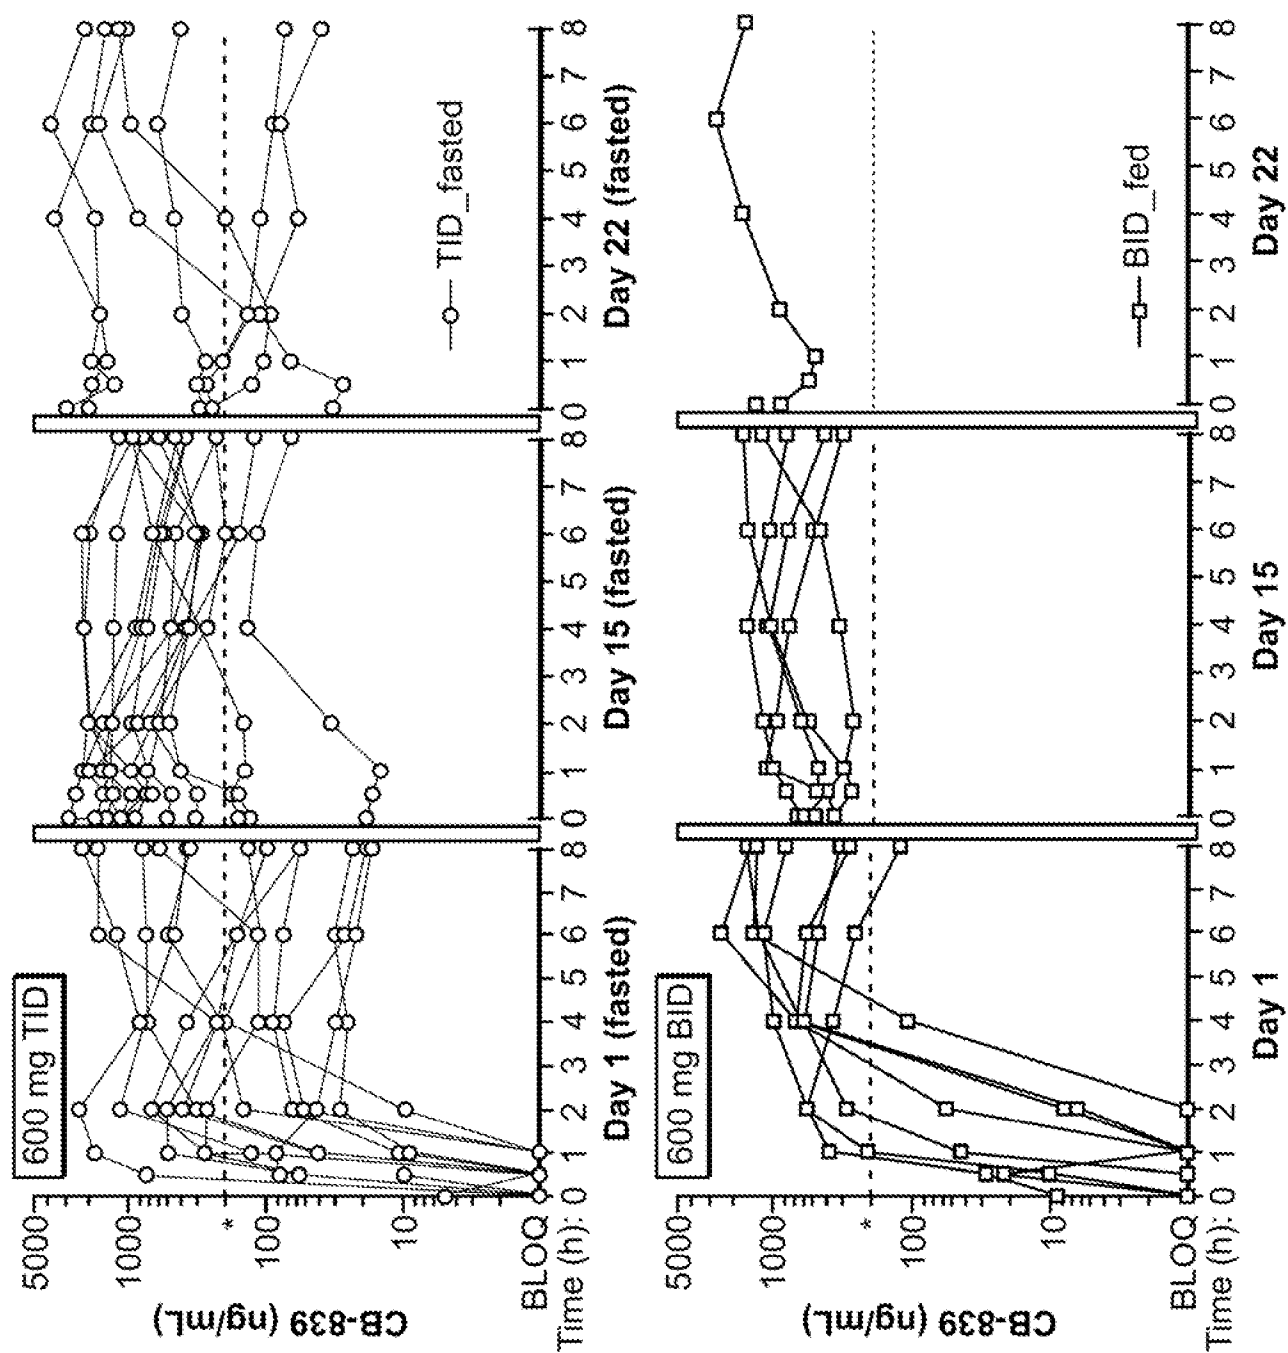 600 mg TID
CB-839 (ng/mL)
5000
1000
*
100
10
BLOQ
Time (h): 0 1 2 3 4 5 6 7 8 0 1 2 3 4 5 6 7 8 0 1 2 3 4 5 6 7 8
Day 1 (fasted) Day 15 (fasted) Day 22 (fasted)
TID_fasted
600 mg BID
CB-839 (ng/mL)
5000
1000
*
100
10
BLOQ
Time (h): 0 1 2 3 4 5 6 7 8 0 1 2 3 4 5 6 7 8 0 1 2 3 4 5 6 7 8
Day 1 Day 15 Day 22
BID_fed